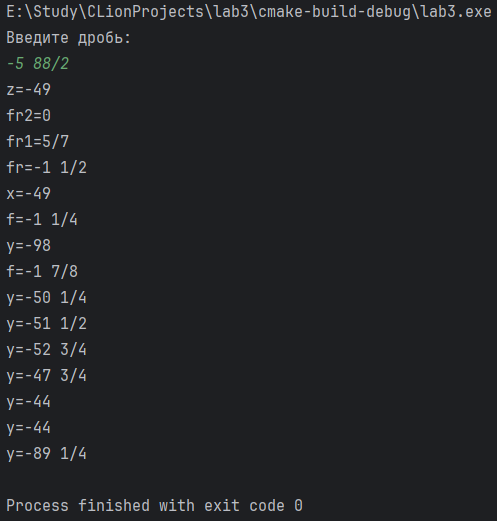 E:\Study\CLionProjects\lab3\cmake-build-debug\lab3.exe
Введите дробь:
-5 88/2
z=-49
fr2=0
fr1=5/7
fr=-1 1/2
x=-49
f=-1 1/4
y=-98
f=-1 7/8
y=-50 1/4
y=-51 1/2
y=-52 3/4
y=-47 3/4
y=-44
y=-44
y=-89 1/4
Process finished with exit code 0